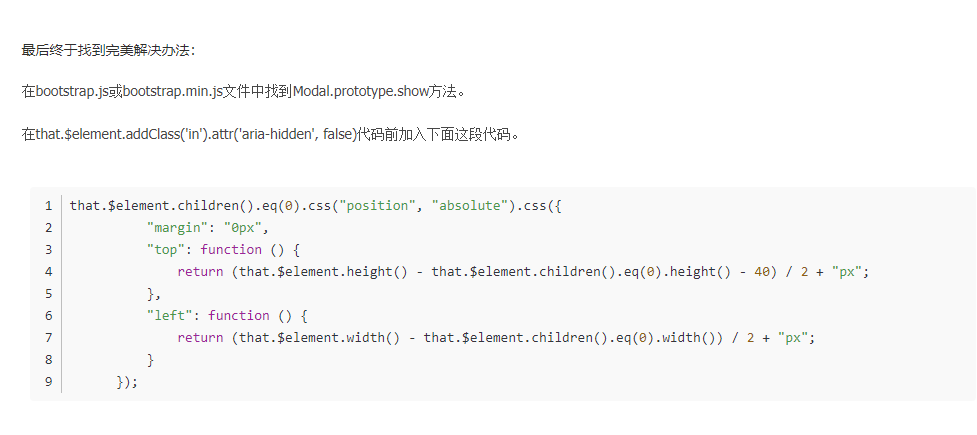 最后终于找到完美解决办法：
在bootstrap.js或bootstrap.min.js文件中找到Modal.prototype.show方法。
在that.$element.addClass('in').attr('aria-hidden', false)代码前加入下面这段代码。
1 that.$element.children().eq(0).css("position", "absolute").css({
2 "margin": "0px",
3 "top": function () {
4 return (that.$element.height() - that.$element.children().eq(0).height() - 40) / 2 + "px";
5 },
6 "left": function () {
7 return (that.$element.width() - that.$element.children().eq(0).width()) / 2 + "px";
8 }
9 });